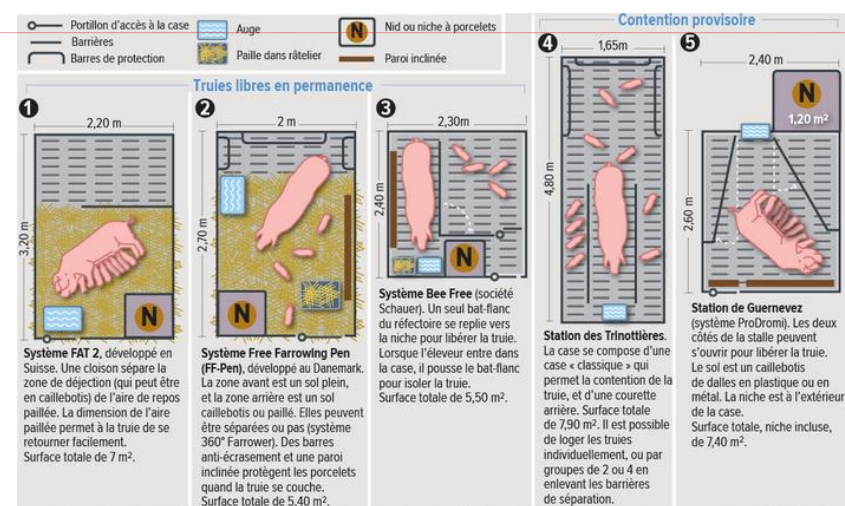 Portillon d'accès à la case
Barrières
Barres de protection
Auge
Paille dans râtelier
N
Nid ou niche à porcelets
Paroi inclinée
Truies libres en permanence
1
2,20 m
3,20 m
N
Système FAT 2, développé en
Suisse. Une cloison sépare la
zone de déjection (qui peut être
en caillebotis) de l'aire de repos
paillée. La dimension de l'aire
paillée permet à la truie de se
retourner facilement.
Surface totale de 7 m².
2
2 m
2,70 m
N
Système Free Farrowing Pen
(FF-Pen), développé au Danemark.
La zone avant est un sol plein,
et la zone arrière est un sol
caillebotis ou paillé. Elles peuvent
être séparées ou pas (système
360° Farrower). Des barres
anti-écrasement et une paroi
inclinée protègent les porcelets
quand la truie se couche.
Surface totale de 5,40 m².
3
2,30m
2,40 m
N
Système Bee Free (société
Schauer). Un seul bat-flanc
du réfectoire se replie vers
la niche pour libérer la truie.
Lorsque l'éleveur entre dans
la case, il pousse le bat-flanc
pour isoler la truie.
Surface totale de 5,50 m².
Contention provisoire
4
1,65m
4,80 m
Station des Trinottières.
La case se compose d'une
case « classique » qui
permet la contention de la
truie, et d'une courette
arrière. Surface totale
de 7,90 m². Il est possible
de loger les truies
individuellement, ou par
groupes de 2 ou 4 en
enlevant les barrières
de séparation.
5
2,40 m
N
1,20 m²
2,60 m
Station de Guernevez
(système ProDromi). Les deux
côtés de la stalle peuvent
s'ouvrir pour libérer la truie.
Le sol est un caillebotis
de dalles en plastique ou en
métal. La niche est à l'extérieur
de la case.
Surface totale, niche incluse,
de 7,40 m².